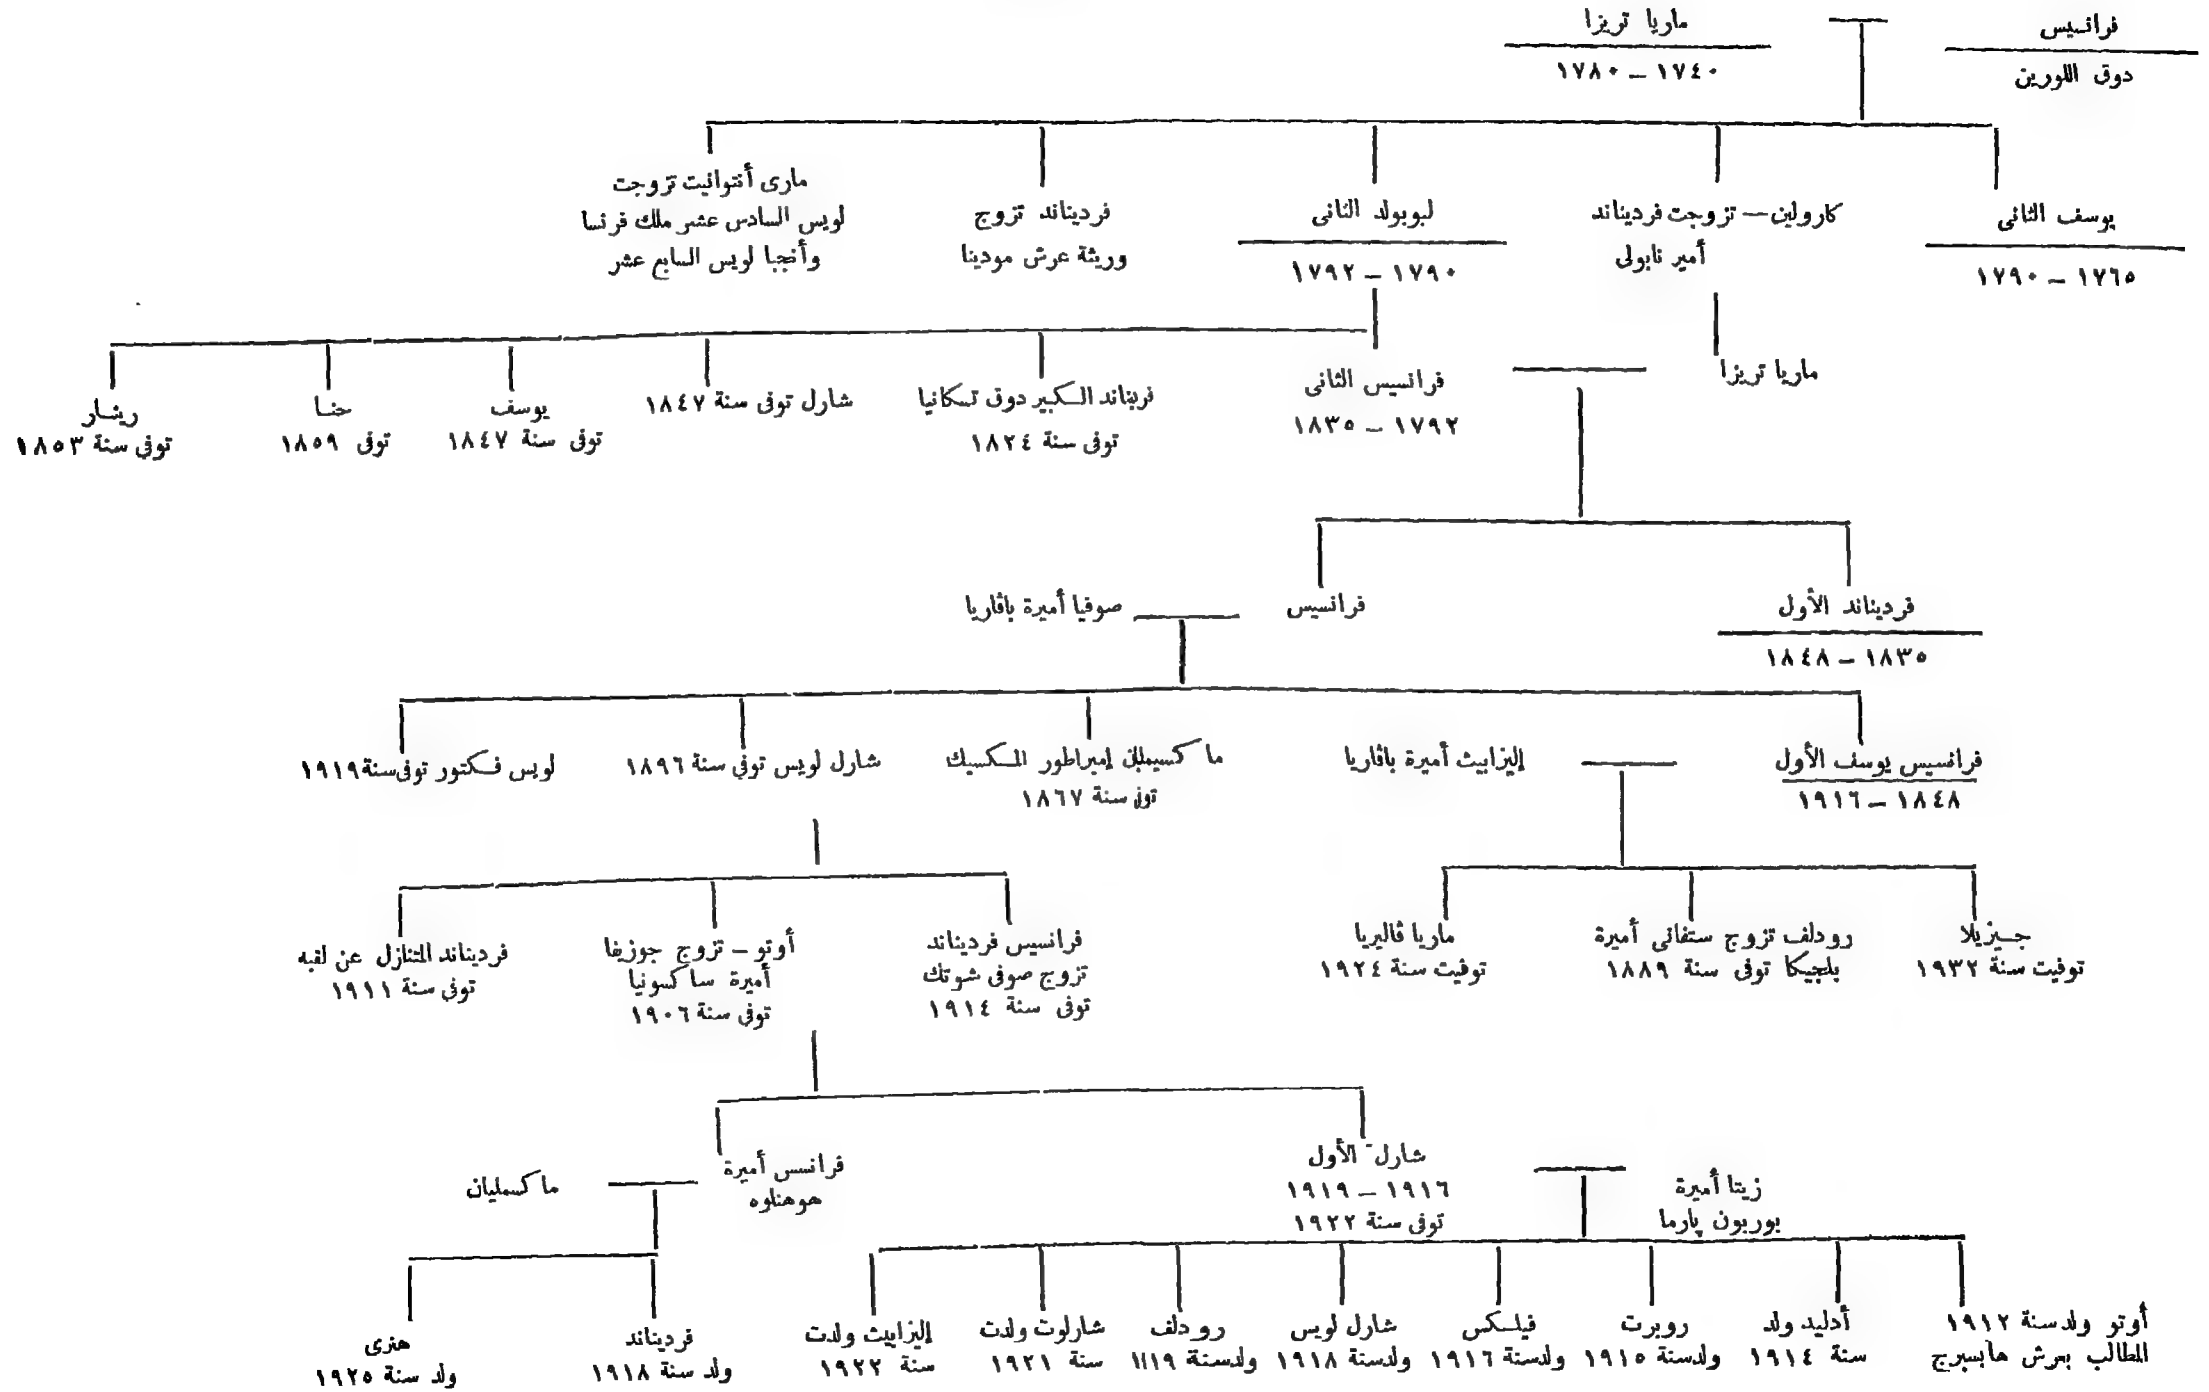 فرانسيس
دوق اللورين
ماريا تريزا
١٧٤٠ – ١٧٨٠
يوسف الثانى
١٧٦٥ – ١٧٩٠
كارولين – تزوجت فرديناند
أمير نابولى
لبوبولد الثانى
١٧٩٠ – ١٧٩٢
فرديناند تزوج
وريثة عرش مودينا
مارى أنتوانيت تزوجت
لويس السادس عشر ملك فرنسا
وأنجبا لويس السابع عشر
ماريا تريزا
فرانسيس الثانى
١٧٩٢ – ١٨٣٥
فريناند الكبير دوق تسكانيا
توفى سنة ١٨٢٤
شارل توفى سنة ١٨٤٧
يوسف
توفى سنة ١٨٤٧
حنا
توفى ١٨٥٩
رينار
توفى سنة ١٨٥٣
فرديناند الأول
١٨٣٥ – ١٨٤٨
فرانسيس
صوفيا أميرة باڤاريا
فرانسيس يوسف الأول
١٨٤٨ – ١٩١٦
إليزابيث أميرة باڤاريا
ماكسيمليان إمبراطور المكسيك
توفى سنة ١٨٦٧
شارل لويس توفى سنة ١٨٩٦
لويس فكتور توفى سنة ١٩١٩
جيزيلا
توفيت سنة ١٩٣٢
رودلف تزوج ستفانى أميرة
بلجيكا توفى سنة ١٨٨٩
ماريا ڤاليريا
توفيت سنة ١٩٢٤
فرانسيس فرديناند
تزوج صوفى شوتك
توفى سنة ١٩١٤
أوتو – تزوج جوزيفا
أميرة ساكسونيا
توفى سنة ١٩٠٦
فرديناند المتنازل عن لقبه
توفى سنة ١٩١١
زيتا أميرة
بوربون پارما
شارل الأول
١٩١٦ – ١٩١٩
توفى سنة ١٩٢٢
فرانسس أميرة
هوهنلوه
ماكسمليان
أوتو ولد سنة ١٩١٢
المطالب بعرش هابسبرج
أدليد ولد
سنة ١٩١٤
روبرت
ولد سنة ١٩١٥
فيلكس
ولد سنة ١٩١٦
شارل لويس
ولد سنة ١٩١٨
رودلف
ولد سنة ١٩١٩
شارلوت ولدت
سنة ١٩٢١
إليزابيث ولدت
سنة ١٩٢٢
فرديناند
ولد سنة ١٩١٨
هنرى
ولد سنة ١٩٢٥